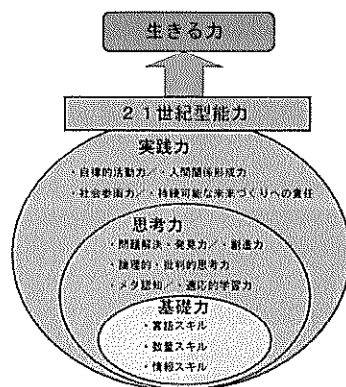 生きる力
21世紀型能力
実践力
・自律的活動力／・人間関係形成力
・社会参画力／・持続可能な未来づくりへの責任
思考力
・問題解決・発見力／・創造力
・論理的・批判的思考力
・メタ認知／・適応的学習力
基礎力
・言語スキル
・数量スキル
・情報スキル